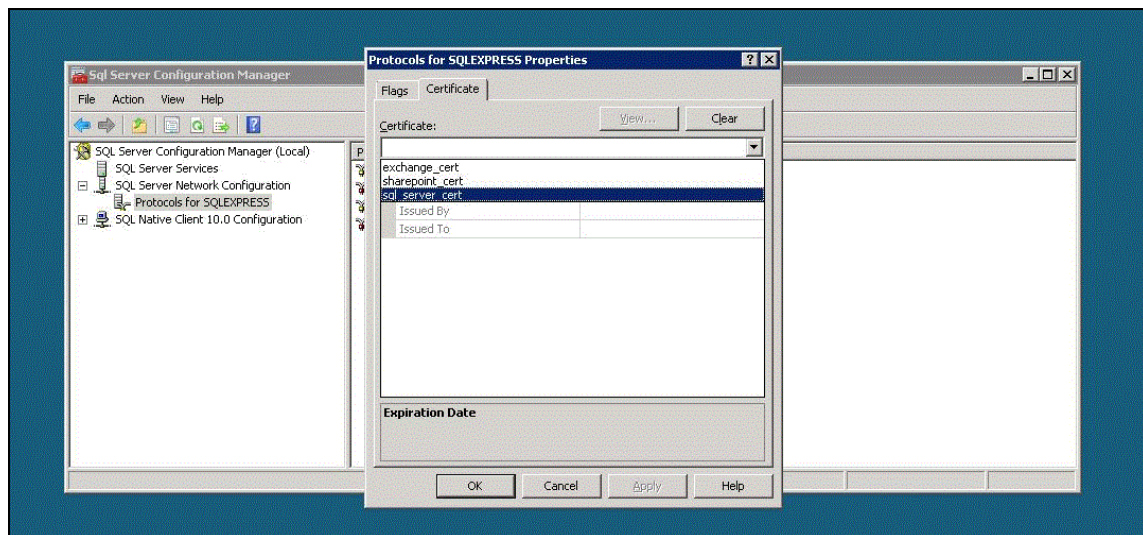 Sql Server Configuration Manager
File Action View Help
SQL Server Configuration Manager (Local)
SQL Server Services
SQL Server Network Configuration
Protocols for SQLEXPRESS
SQL Native Client 10.0 Configuration
P
Protocols for SQLEXPRESS Properties
Flags Certificate
Certificate:
View... Clear
exchange_cert
sharepoint_cert
sql_server_cert
Issued By
Issued To
Expiration Date
OK Cancel Apply Help